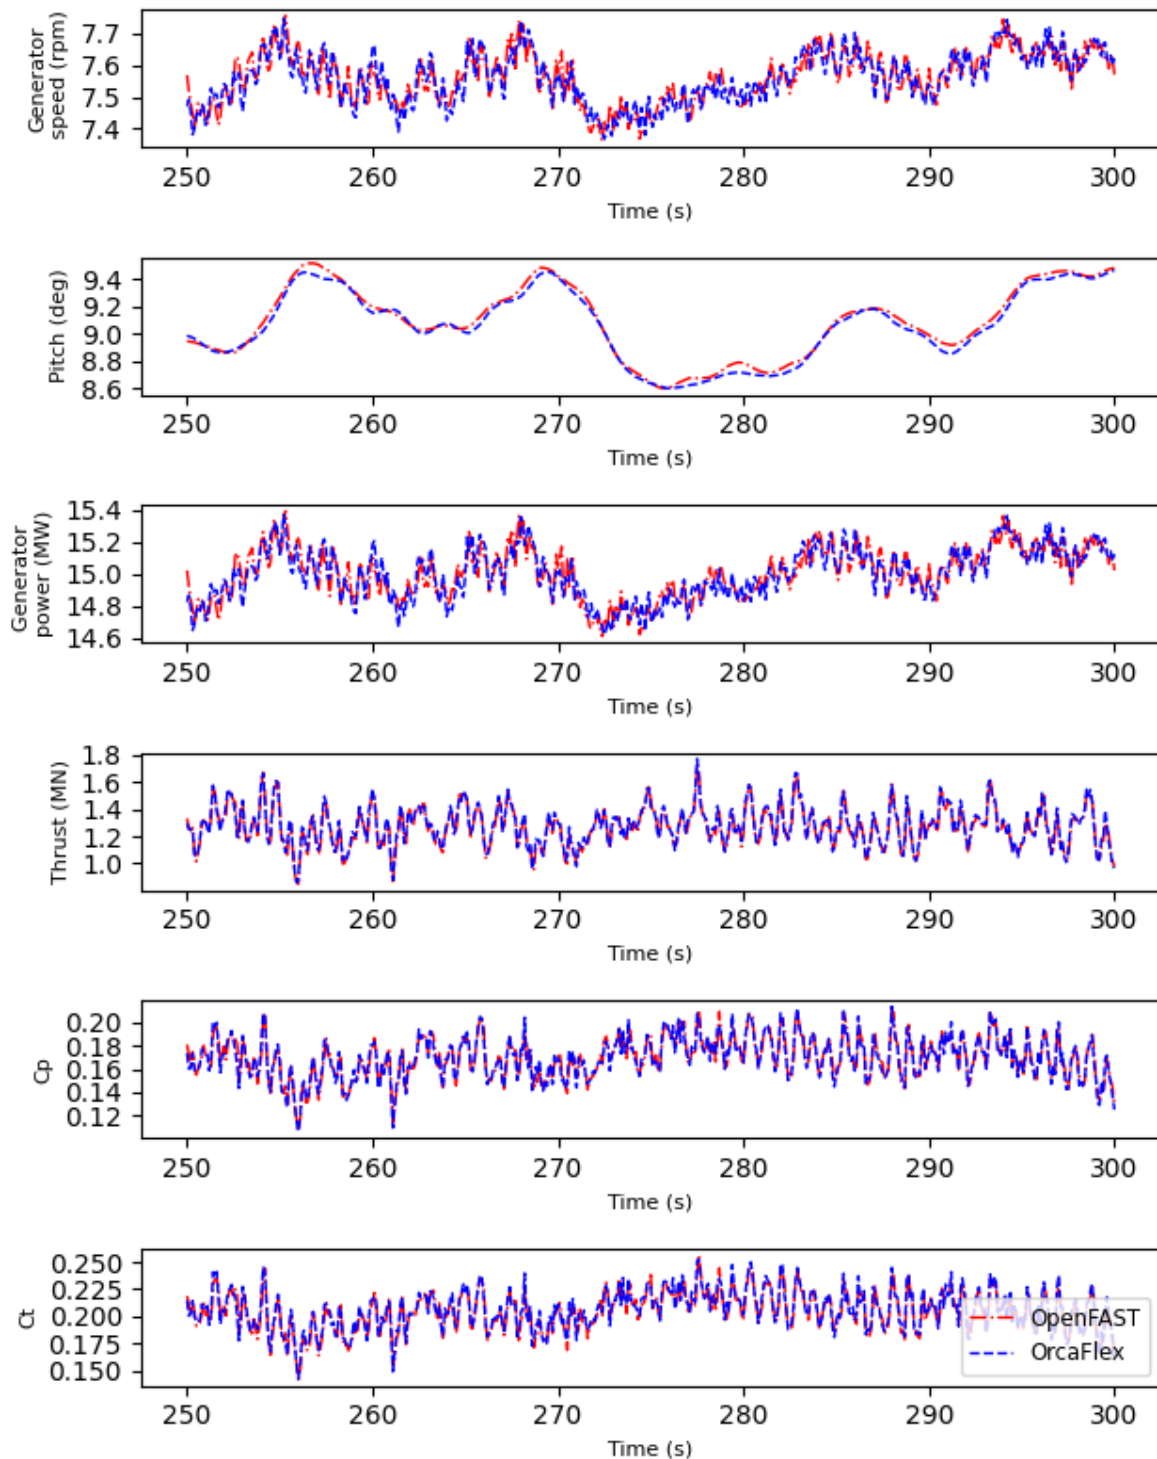 Generator
speed (rpm)
7.7
7.6
7.5
7.4
250 260 270 280 290 300
Time (s)
Pitch (deg)
9.4
9.2
9.0
8.8
8.6
250 260 270 280 290 300
Time (s)
Generator
power (MW)
15.4
15.2
15.0
14.8
14.6
250 260 270 280 290 300
Time (s)
Thrust (MN)
1.8
1.6
1.4
1.2
1.0
250 260 270 280 290 300
Time (s)
Cp
0.20
0.18
0.16
0.14
0.12
250 260 270 280 290 300
Time (s)
Ct
0.250
0.225
0.200
0.175
0.150
OpenFAST
OrcaFlex
250 260 270 280 290 300
Time (s)